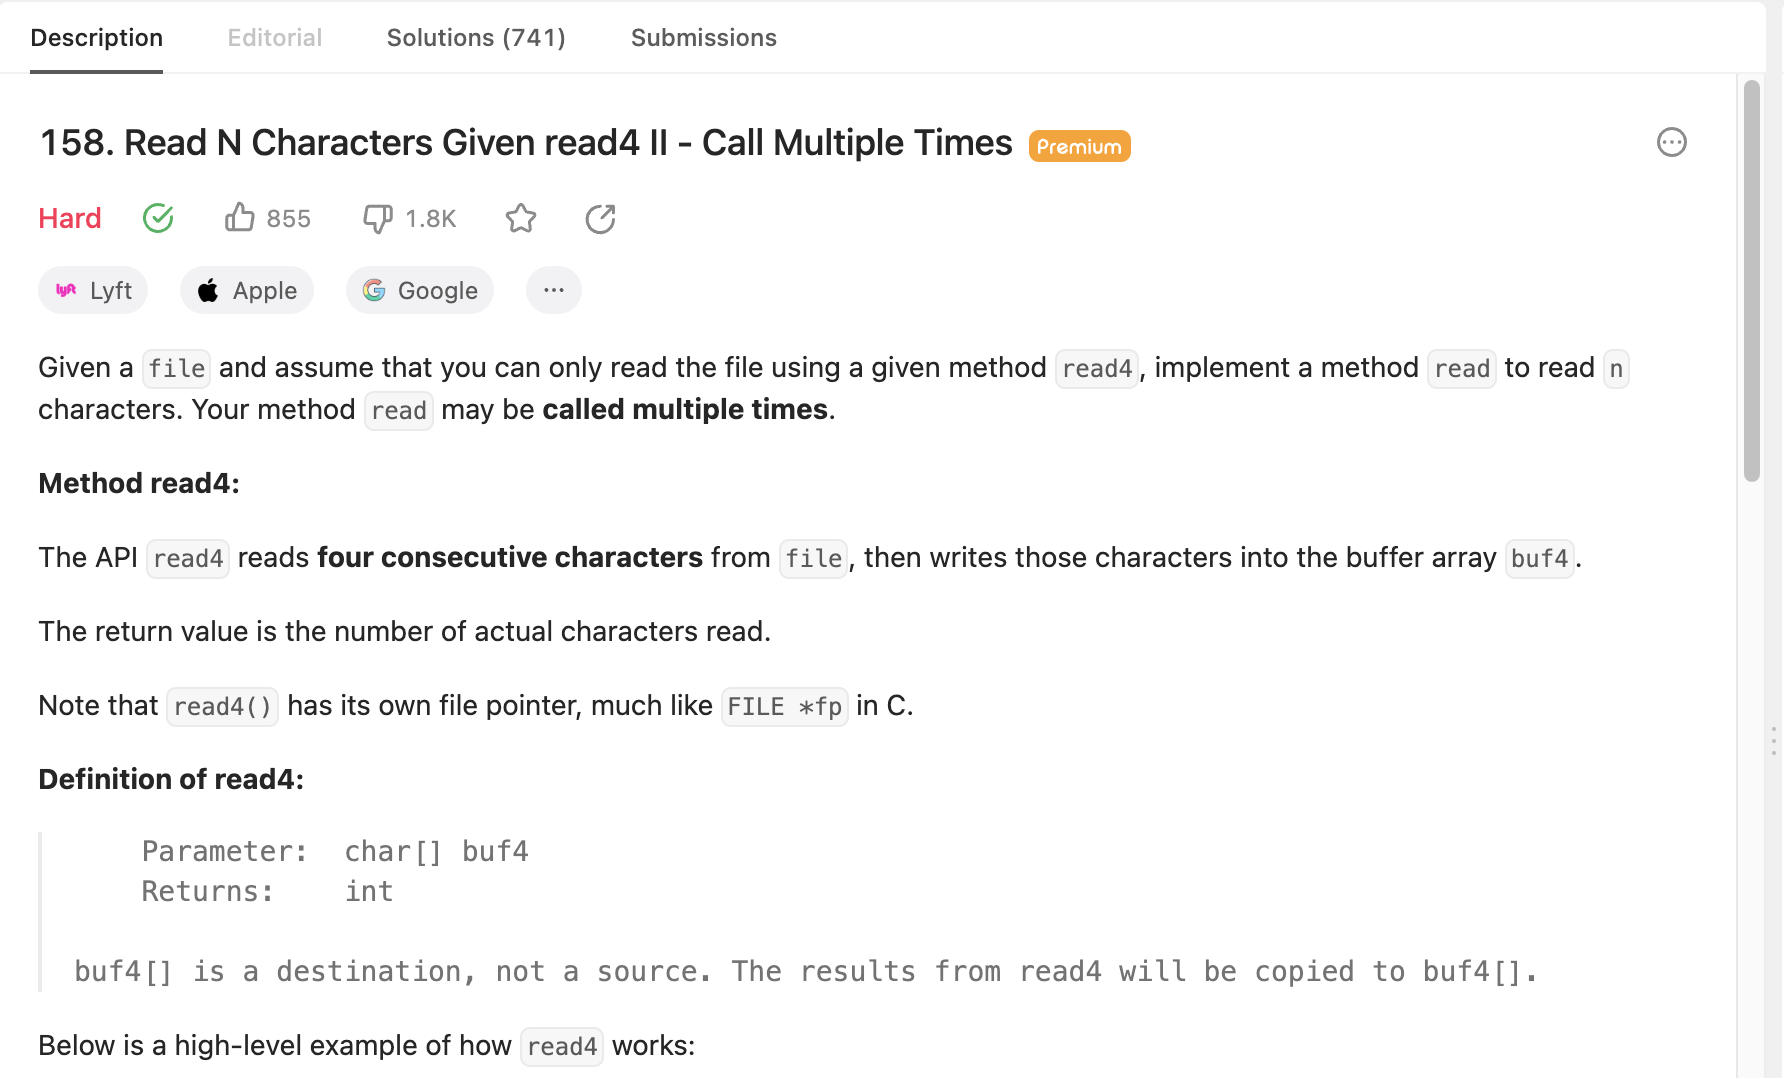 Description Editorial Solutions (741) Submissions
158. Read N Characters Given read4 II - Call Multiple Times Premium
Hard 855 1.8K
lyft Lyft Apple Google ...
Given a file and assume that you can only read the file using a given method read4, implement a method read to read n
characters. Your method read may be called multiple times.
Method read4:
The API read4 reads four consecutive characters from file, then writes those characters into the buffer array buf4.
The return value is the number of actual characters read.
Note that read4() has its own file pointer, much like FILE *fp in C.
Definition of read4:
Parameter: char[] buf4
Returns: int
buf4[] is a destination, not a source. The results from read4 will be copied to buf4[].
Below is a high-level example of how read4 works: